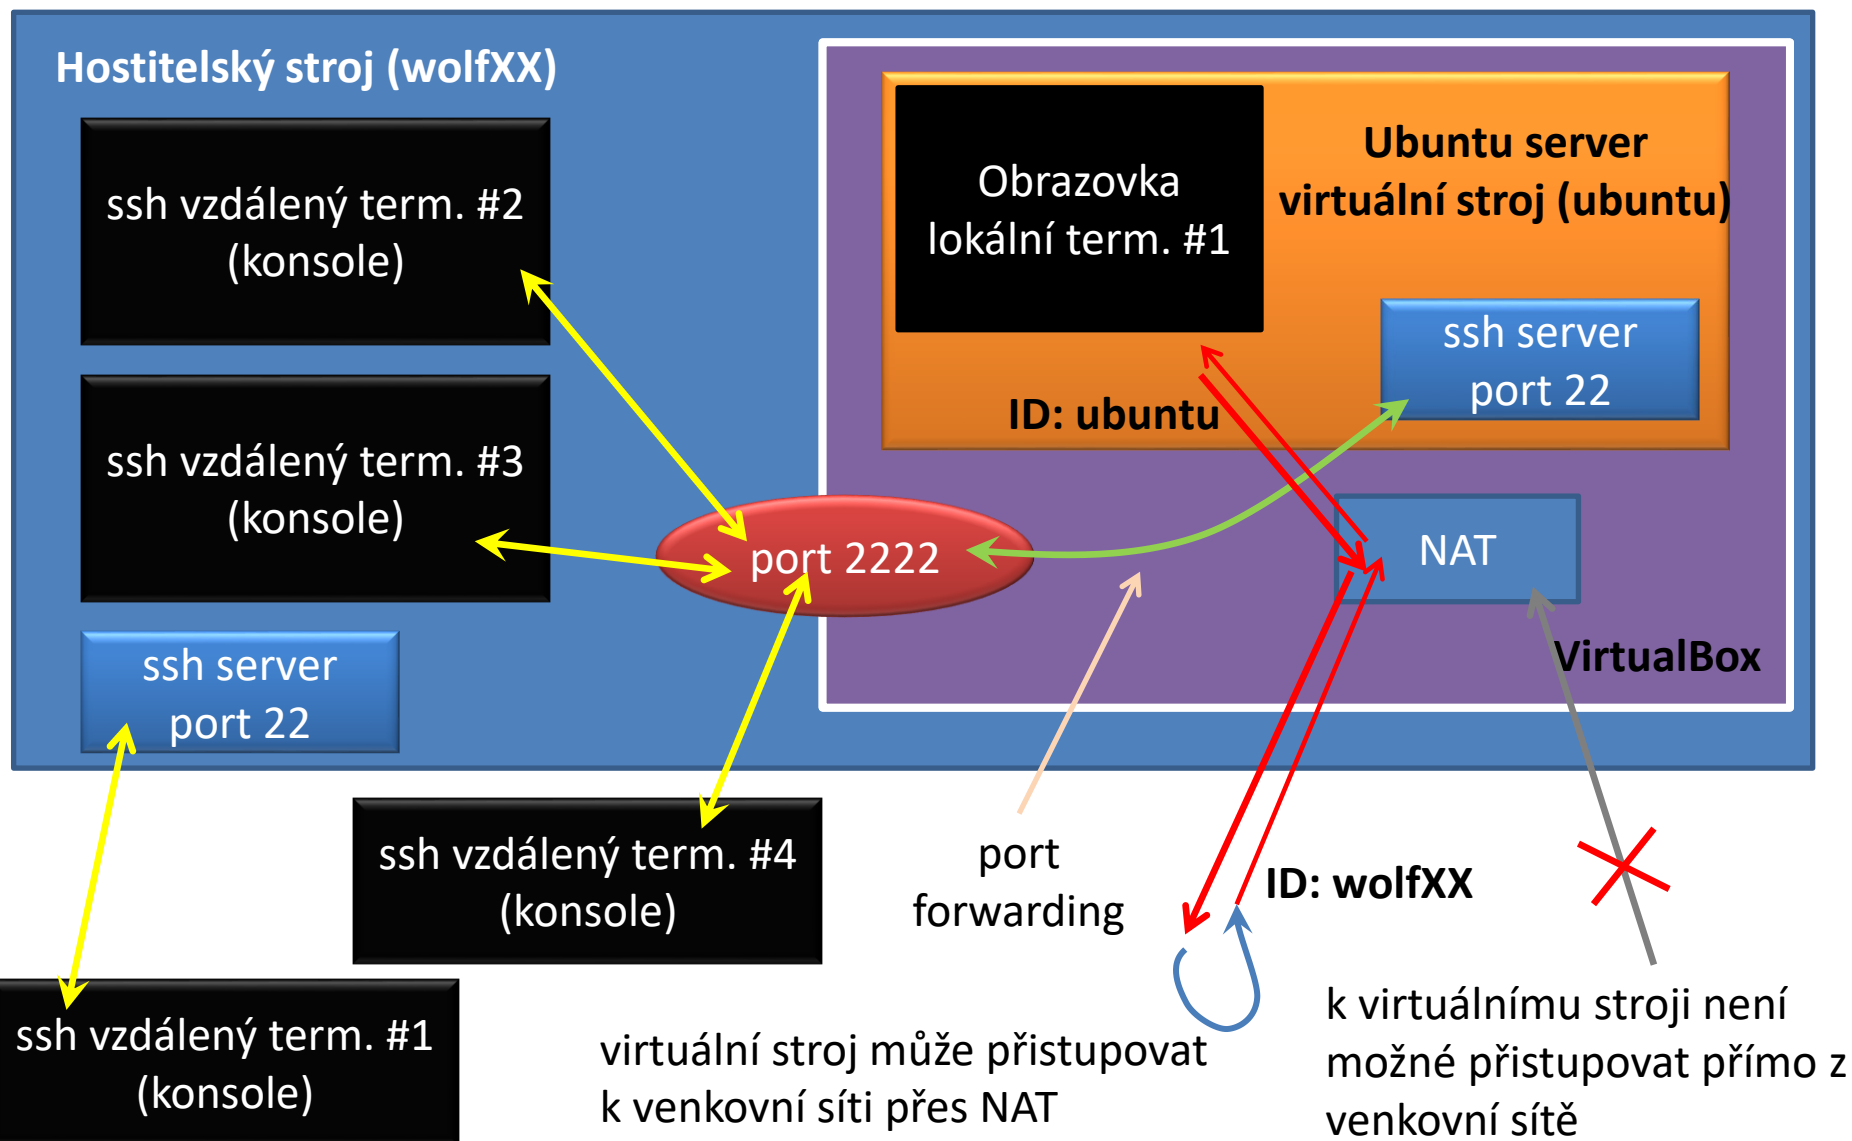 Hostitelský stroj (wolfXX)
ssh vzdálený term. #2
(konsole)
ssh vzdálený term. #3
(konsole)
ssh server
port 22
Obrazovka
lokální term. #1
Ubuntu server
virtuální stroj (ubuntu)
ssh server
port 22
ID: ubuntu
port 2222
NAT
VirtualBox
ssh vzdálený term. #4
(konsole)
port
forwarding
ID: wolfXX
ssh vzdálený term. #1
(konsole)
virtuální stroj může přistupovat
k venkovní síti přes NAT
k virtuálnímu stroji není
možné přistupovat přímo z
venkovní sítě